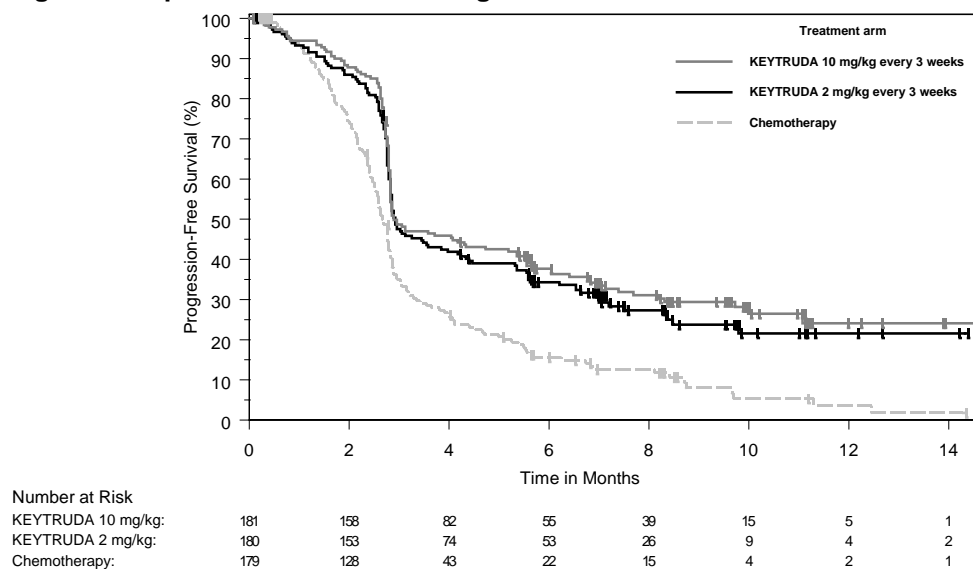 100
90
80
70
60
50
40
30
20
10
0
Progression-Free Survival (%)
Treatment arm
KEYTRUDA 10 mg/kg every 3 weeks
KEYTRUDA 2 mg/kg every 3 weeks
Chemotherapy
0 2 4 6 8 10 12 14
Time in Months
Number at Risk
KEYTRUDA 10 mg/kg: 181 158 82 55 39 15 5 1
KEYTRUDA 2 mg/kg: 180 153 74 53 26 9 4 2
Chemotherapy: 179 128 43 22 15 4 2 1